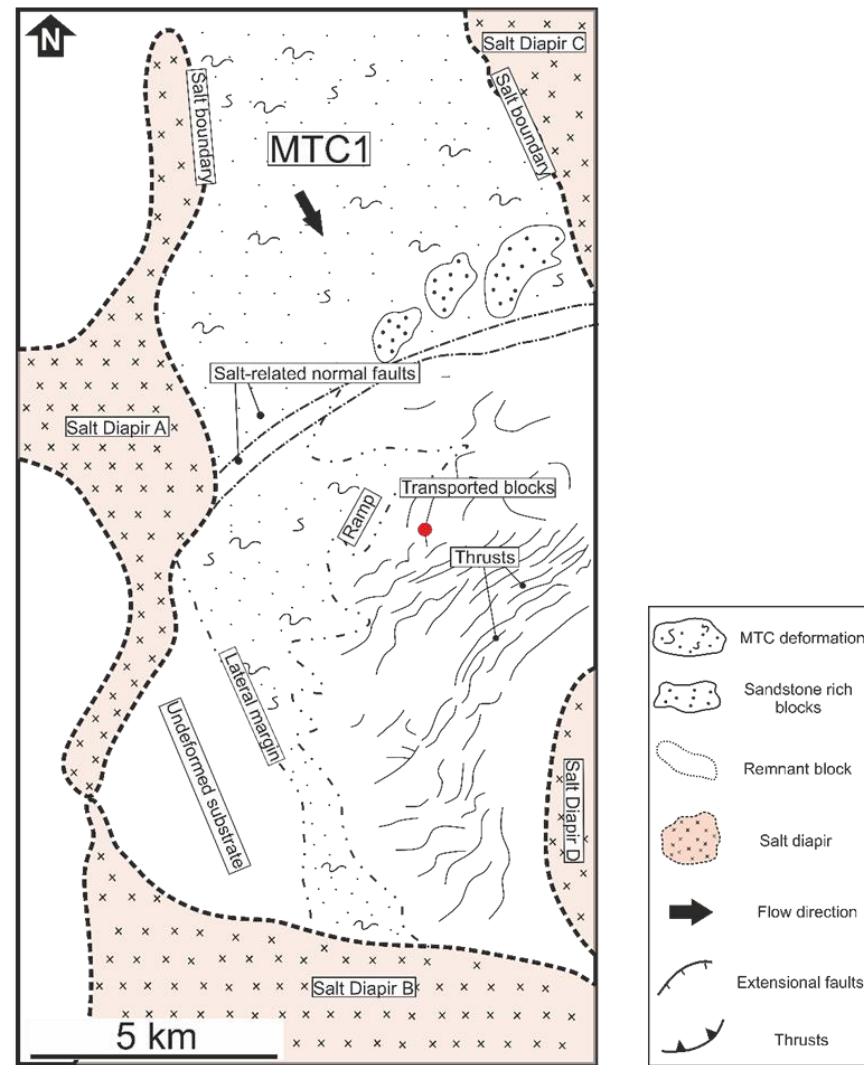 N
Salt Diapir C
Salt boundary
Salt boundary
MTC1
Salt-related normal faults
Salt Diapir A
Transported blocks
Ramp
Thrusts
Lateral margin
Undeformed substrate
Salt Diapir D
Salt Diapir B
5 km
MTC deformation
Sandstone rich
blocks
Remnant block
Salt diapir
Flow direction
Extensional faults
Thrusts